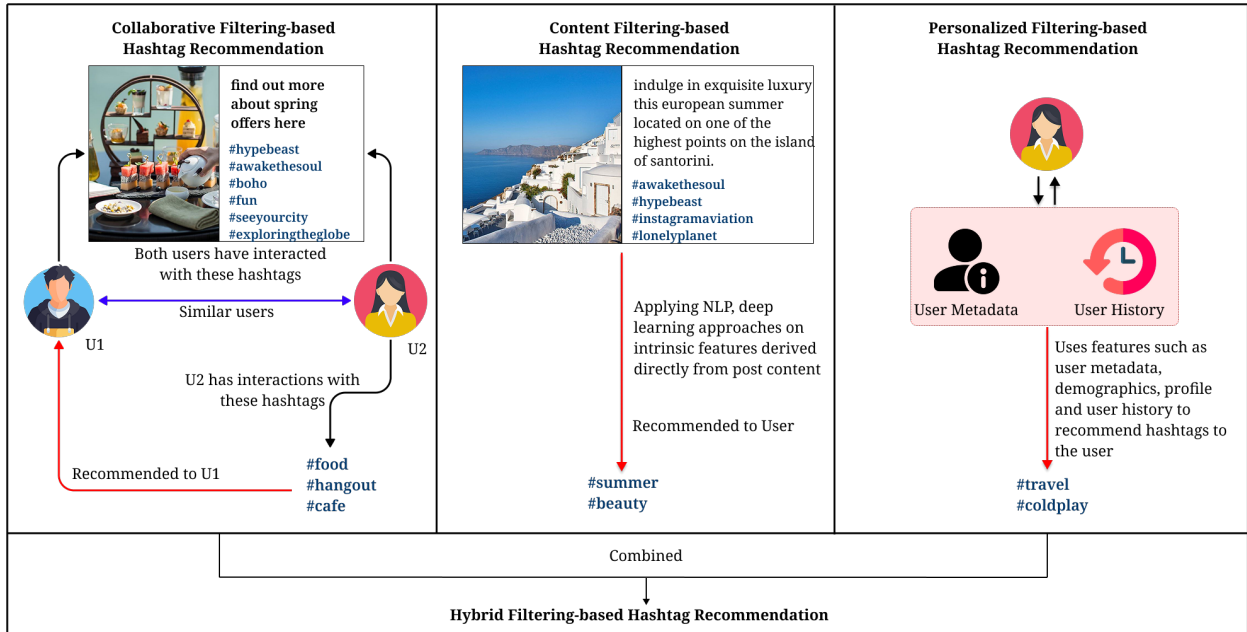 Collaborative Filtering-based
Hashtag Recommendation
find out more
about spring
offers here
#hypebeast
#awakethesoul
#boho
#fun
#seeyourcity
#exploringtheglobe
Both users have interacted
with these hashtags
Similar users
U1
U2
U2 has interactions with
these hashtags
Recommended to U1
#food
#hangout
#cafe
Content Filtering-based
Hashtag Recommendation
indulge in exquisite luxury
this european summer
located on one of the
highest points on the island
of santorini.
#awakethesoul
#hypebeast
#instagramaviation
#lonelyplanet
Applying NLP, deep
learning approaches on
intrinsic features derived
directly from post content
Recommended to User
#summer
#beauty
Personalized Filtering-based
Hashtag Recommendation
User Metadata
User History
Uses features such as
user metadata,
demographics, profile
and user history to
recommend hashtags to
the user
#travel
#coldplay
Combined
Hybrid Filtering-based Hashtag Recommendation